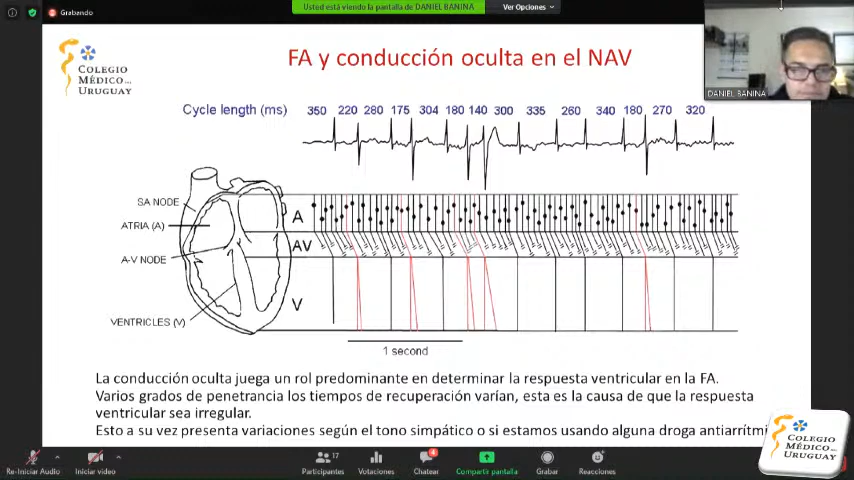 Grabando
Usted está viendo la pantalla de DANIEL BANINA
Ver Opciones
DANIEL BANINA
COLEGIO
MÉDICO DEL
URUGUAY
FA y conducción oculta en el NAV
Cycle length (ms)
350 220 280 175 304 180 140 300 335 260 340 180 270 320
SA NODE
ATRIA (A)
A-V NODE
VENTRICLES (V)
A
AV
V
1 second
La conducción oculta juega un rol predominante en determinar la respuesta ventricular en la FA.
Varios grados de penetrancia los tiempos de recuperación varían, esta es la causa de que la respuesta
ventricular sea irregular.
Esto a su vez presenta variaciones según el tono simpático o si estamos usando alguna droga antiarrítmi
COLEGIO
MÉDICO DEL
URUGUAY
Re-Iniciar Audio
Iniciar video
17
Participantes
Votaciones
4
Chatear
Compartir pantalla
Grabar
Reacciones